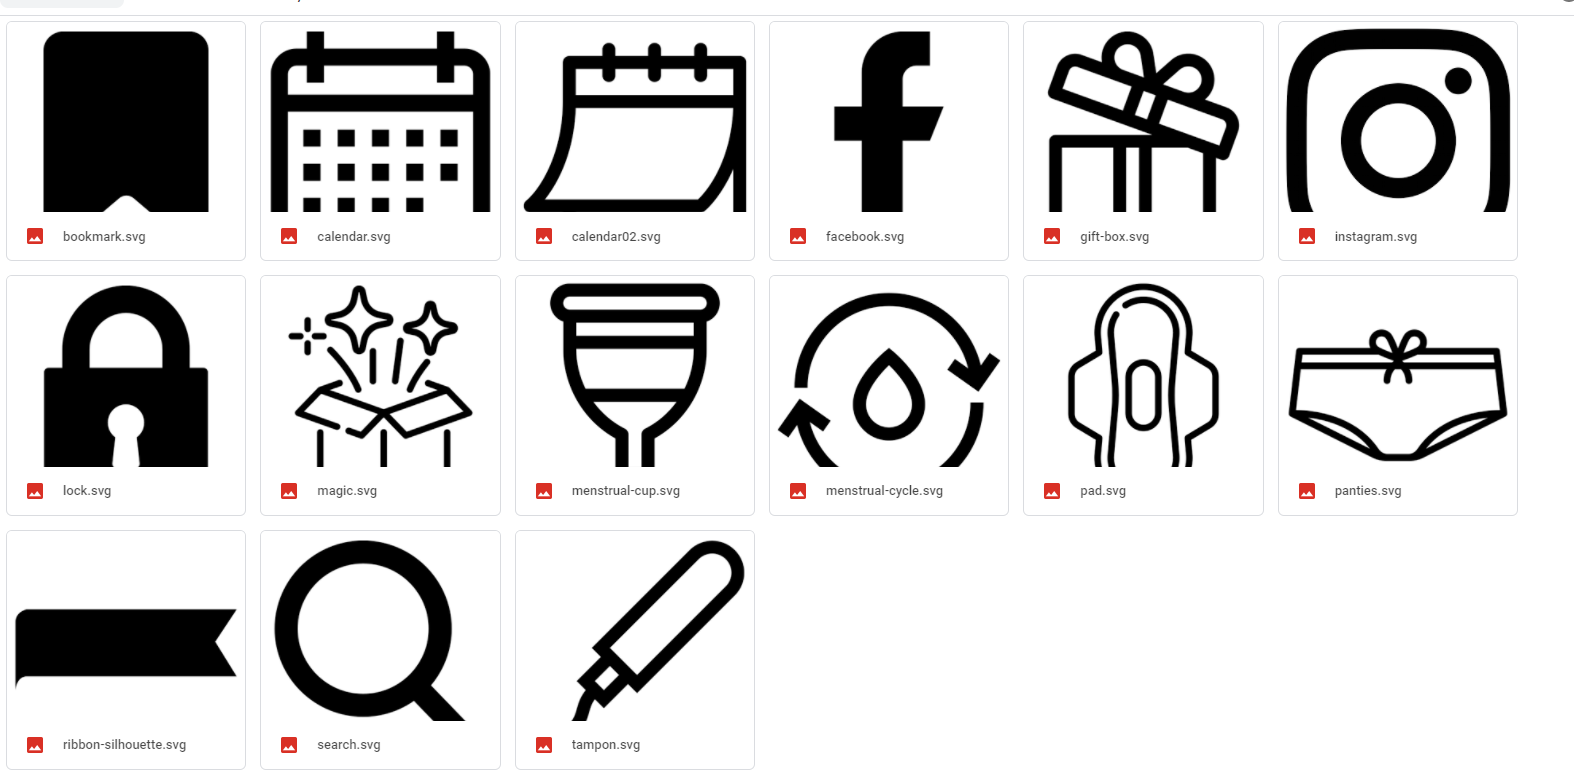 bookmark.svg
calendar.svg
calendar02.svg
facebook.svg
gift-box.svg
instagram.svg
lock.svg
magic.svg
menstrual-cup.svg
menstrual-cycle.svg
pad.svg
panties.svg
ribbon-silhouette.svg
search.svg
tampon.svg